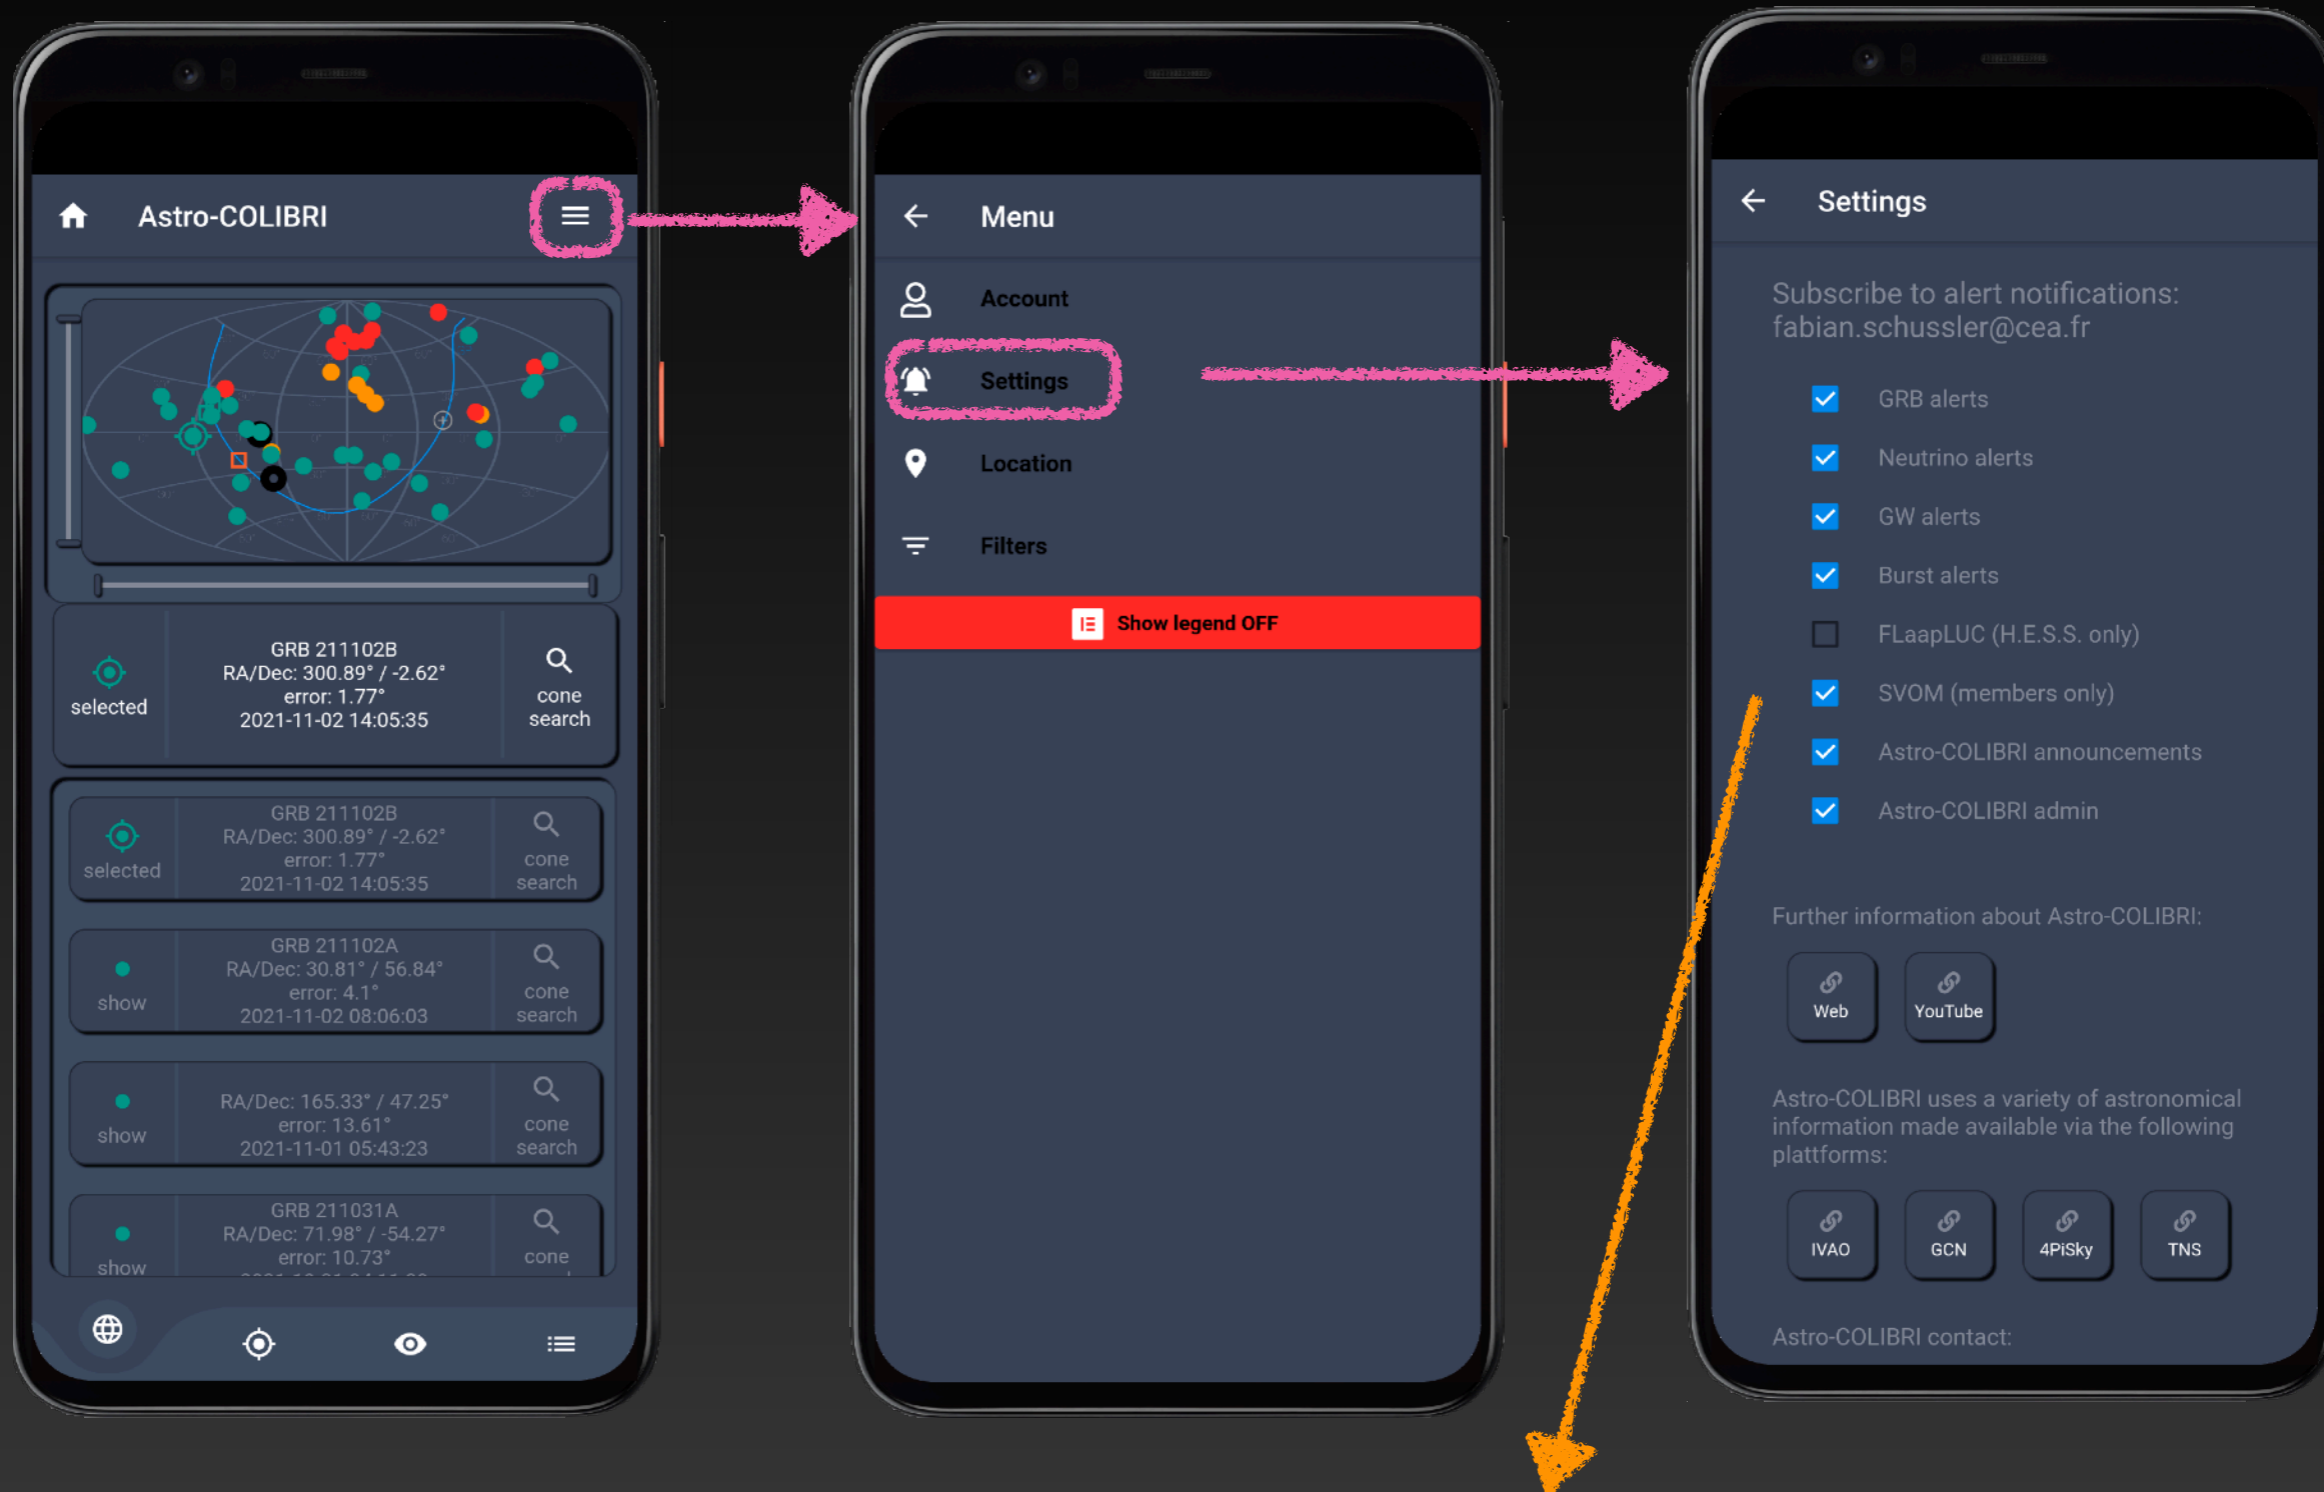 Astro-COLIBRI
selected
GRB 211102B
RA/Dec: 300.89° / -2.62°
error: 1.77°
2021-11-02 14:05:35
cone
search
selected
GRB 211102B
RA/Dec: 300.89° / -2.62°
error: 1.77°
2021-11-02 14:05:35
cone
search
show
GRB 211102A
RA/Dec: 30.81° / 56.84°
error: 4.1°
2021-11-02 08:06:03
cone
search
show
RA/Dec: 165.33° / 47.25°
error: 13.61°
2021-11-01 05:43:23
cone
search
show
GRB 211031A
RA/Dec: 71.98° / -54.27°
error: 10.73°
cone
Menu
Account
Settings
Location
Filters
Show legend OFF
Settings
Subscribe to alert notifications:
fabian.schussler@cea.fr
GRB alerts
Neutrino alerts
GW alerts
Burst alerts
FLaapLUC (H.E.S.S. only)
SVOM (members only)
Astro-COLIBRI announcements
Astro-COLIBRI admin
Further information about Astro-COLIBRI:
Web
YouTube
Astro-COLIBRI uses a variety of astronomical
information made available via the following
plattforms:
IVAO
GCN
4PiSky
TNS
Astro-COLIBRI contact: